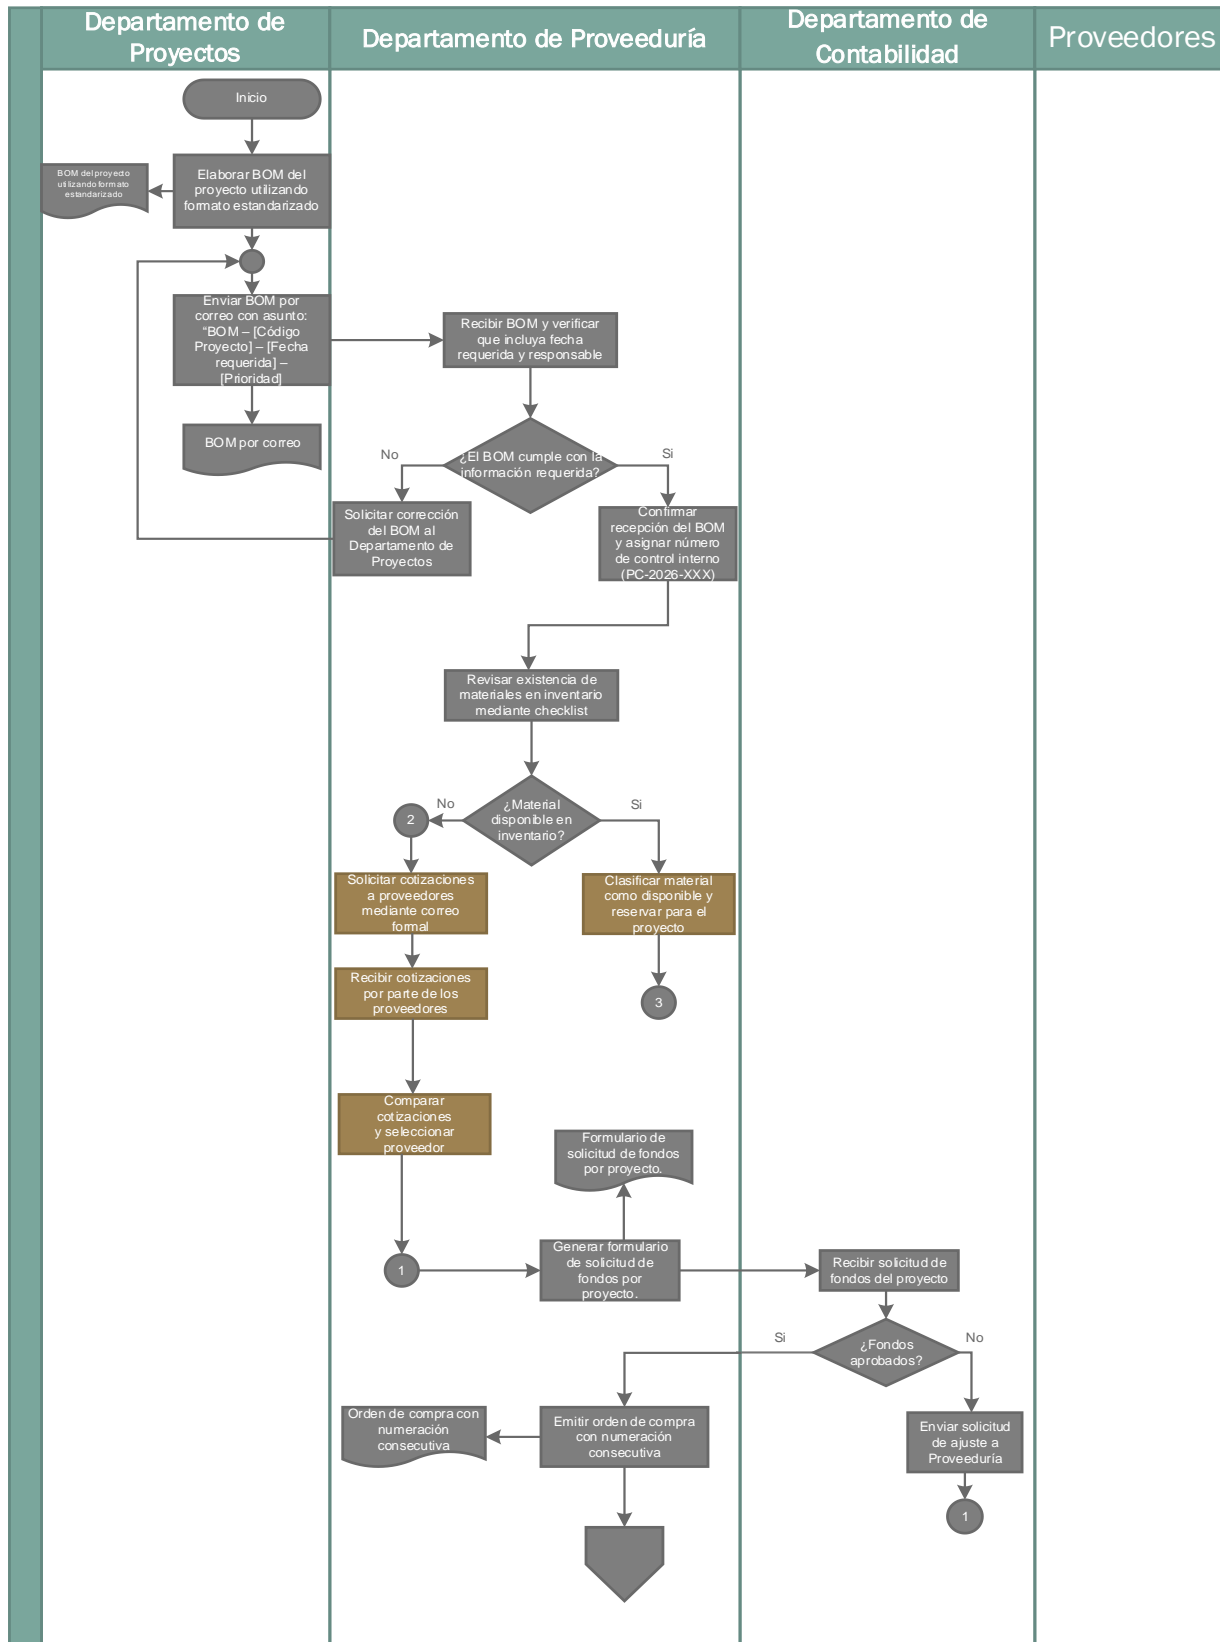 Departamento de
Proyectos
Departamento de Proveeduría
Departamento de
Contabilidad
Proveedores
Inicio
BOM del proyecto
utilizando formato
estandarizado
Elaborar BOM del
proyecto utilizando
formato estandarizado
Enviar BOM por
correo con asunto:
“BOM – [Código
Proyecto] – [Fecha
requerida] –
[Prioridad]
BOM por correo
Recibir BOM y verificar
que incluya fecha
requerida y responsable
¿El BOM cumple con la
información requerida?
No
Si
Solicitar corrección
del BOM al
Departamento de
Proyectos
Confirmar
recepción del BOM
y asignar número
de control interno
(PC-2026-XXX)
Revisar existencia de
materiales en inventario
mediante checklist
¿Material
disponible en
inventario?
No
Si
2
Solicitar cotizaciones
a proveedores
mediante correo
formal
Clasificar material
como disponible y
reservar para el
proyecto
Recibir cotizaciones
por parte de los
proveedores
3
Comparar
cotizaciones
y seleccionar
proveedor
Formulario de
solicitud de fondos
por proyecto.
1
Generar formulario
de solicitud de
fondos por
proyecto.
Recibir solicitud de
fondos del proyecto
¿Fondos
aprobados?
Si
No
Orden de compra con
numeración
consecutiva
Emitir orden de compra
con numeración
consecutiva
Enviar solicitud
de ajuste a
Proveeduría
1